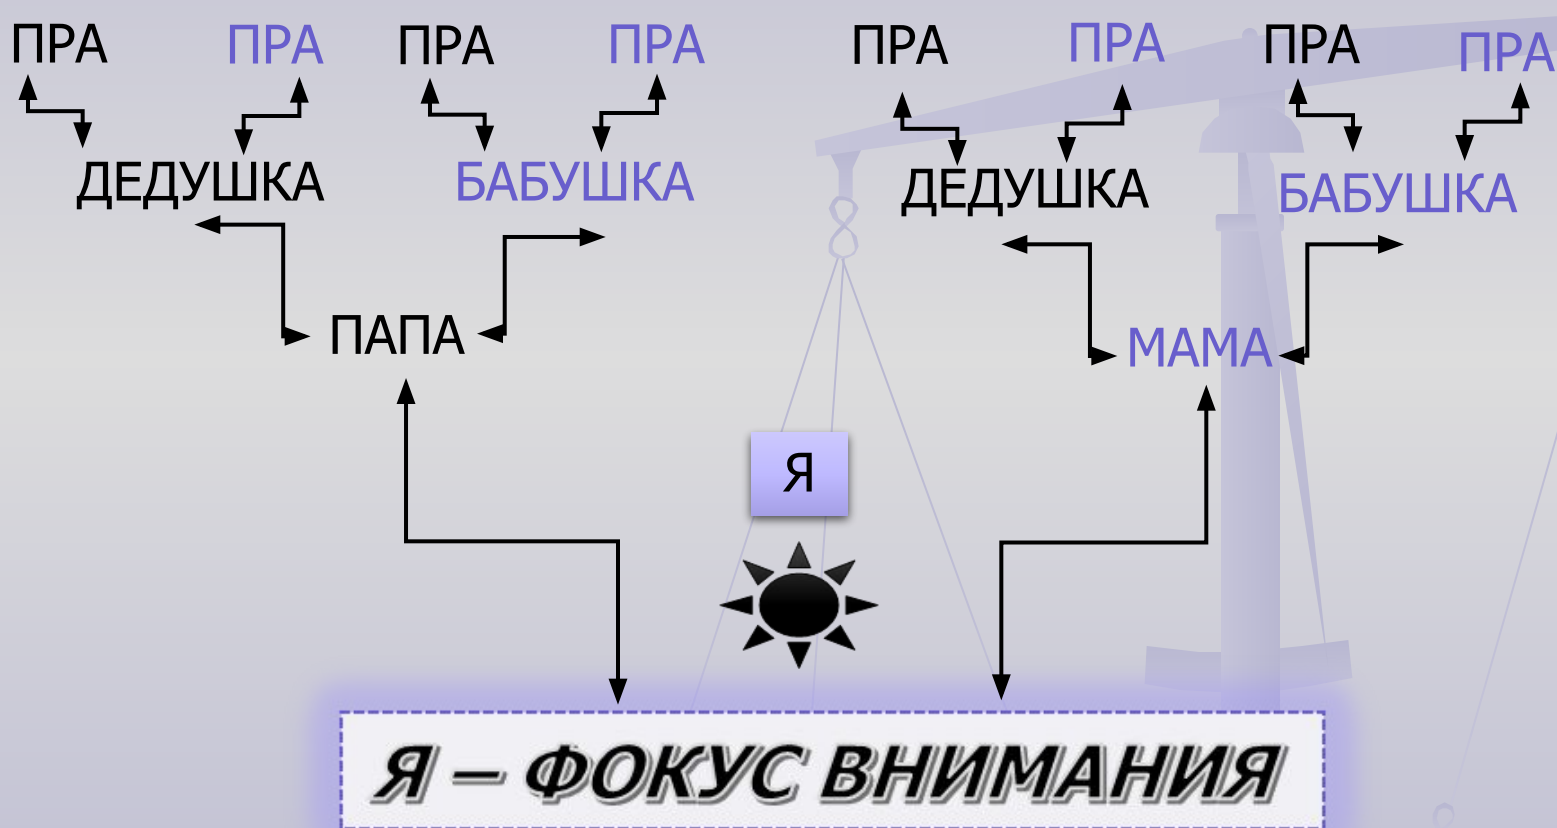 ПРА ПРА ПРА ПРА ПРА ПРА ПРА ПРА
ДЕДУШКА БАБУШКА ДЕДУШКА БАБУШКА
ПАПА МАМА
Я
Я – ФОКУС ВНИМАНИЯ